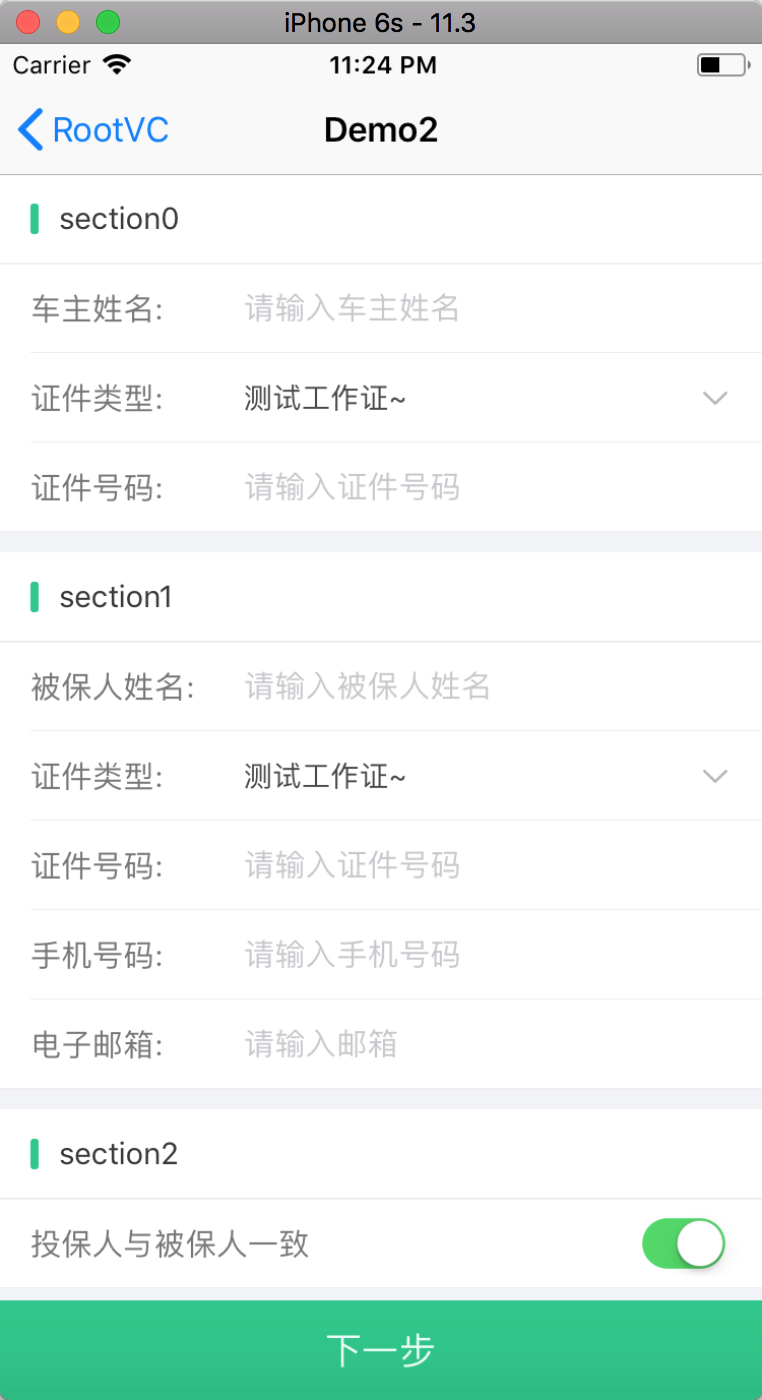 iPhone 6s - 11.3
Carrier 11:24 PM
RootVC Demo2
section0
车主姓名: 请输入车主姓名
证件类型: 测试工作证~
证件号码: 请输入证件号码
section1
被保人姓名: 请输入被保人姓名
证件类型: 测试工作证~
证件号码: 请输入证件号码
手机号码: 请输入手机号码
电子邮箱: 请输入邮箱
section2
投保人与被保人一致
下一步